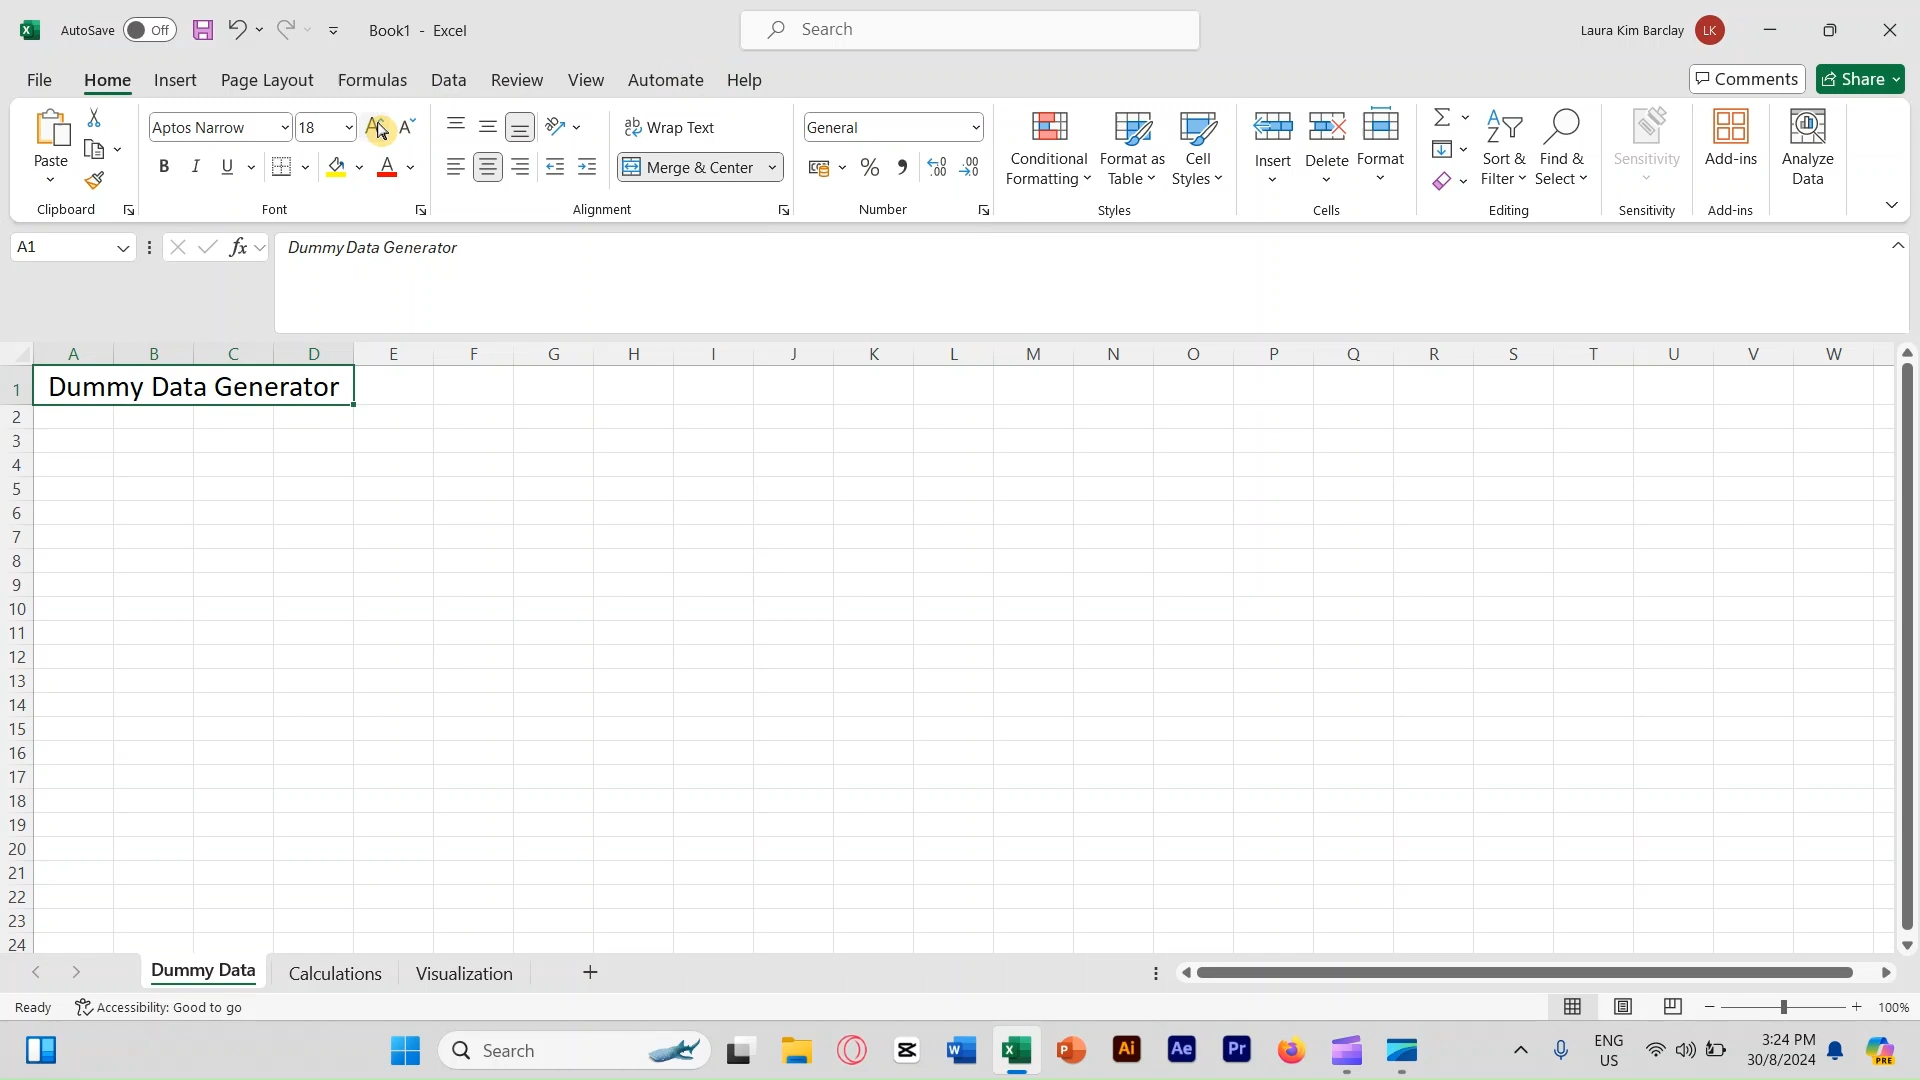 AutoSave Off Book1 - Excel Search Laura Kim Barclay LK
File Home Insert Page Layout Formulas Data Review View Automate Help Comments Share
Aptos Narrow 18 Wrap Text General
Paste B I U A Merge & Center % Conditional Formatting Format as Table Cell Styles Insert Delete Format Sort & Filter Find & Select Sensitivity Add-ins Analyze Data
Clipboard Font Alignment Number Styles Cells Editing Sensitivity Add-ins
A1 fx Dummy Data Generator
A B C D E F G H I J K L M N O P Q R S T U V W
1 Dummy Data Generator
2
3
4
5
6
7
8
9
10
11
12
13
14
15
16
17
18
19
20
21
22
23
24
Dummy Data Calculations Visualization +
Ready Accessibility: Good to go 100%
Search Ai Ae Pr ENG US 3:24 PM 30/8/2024 PRE